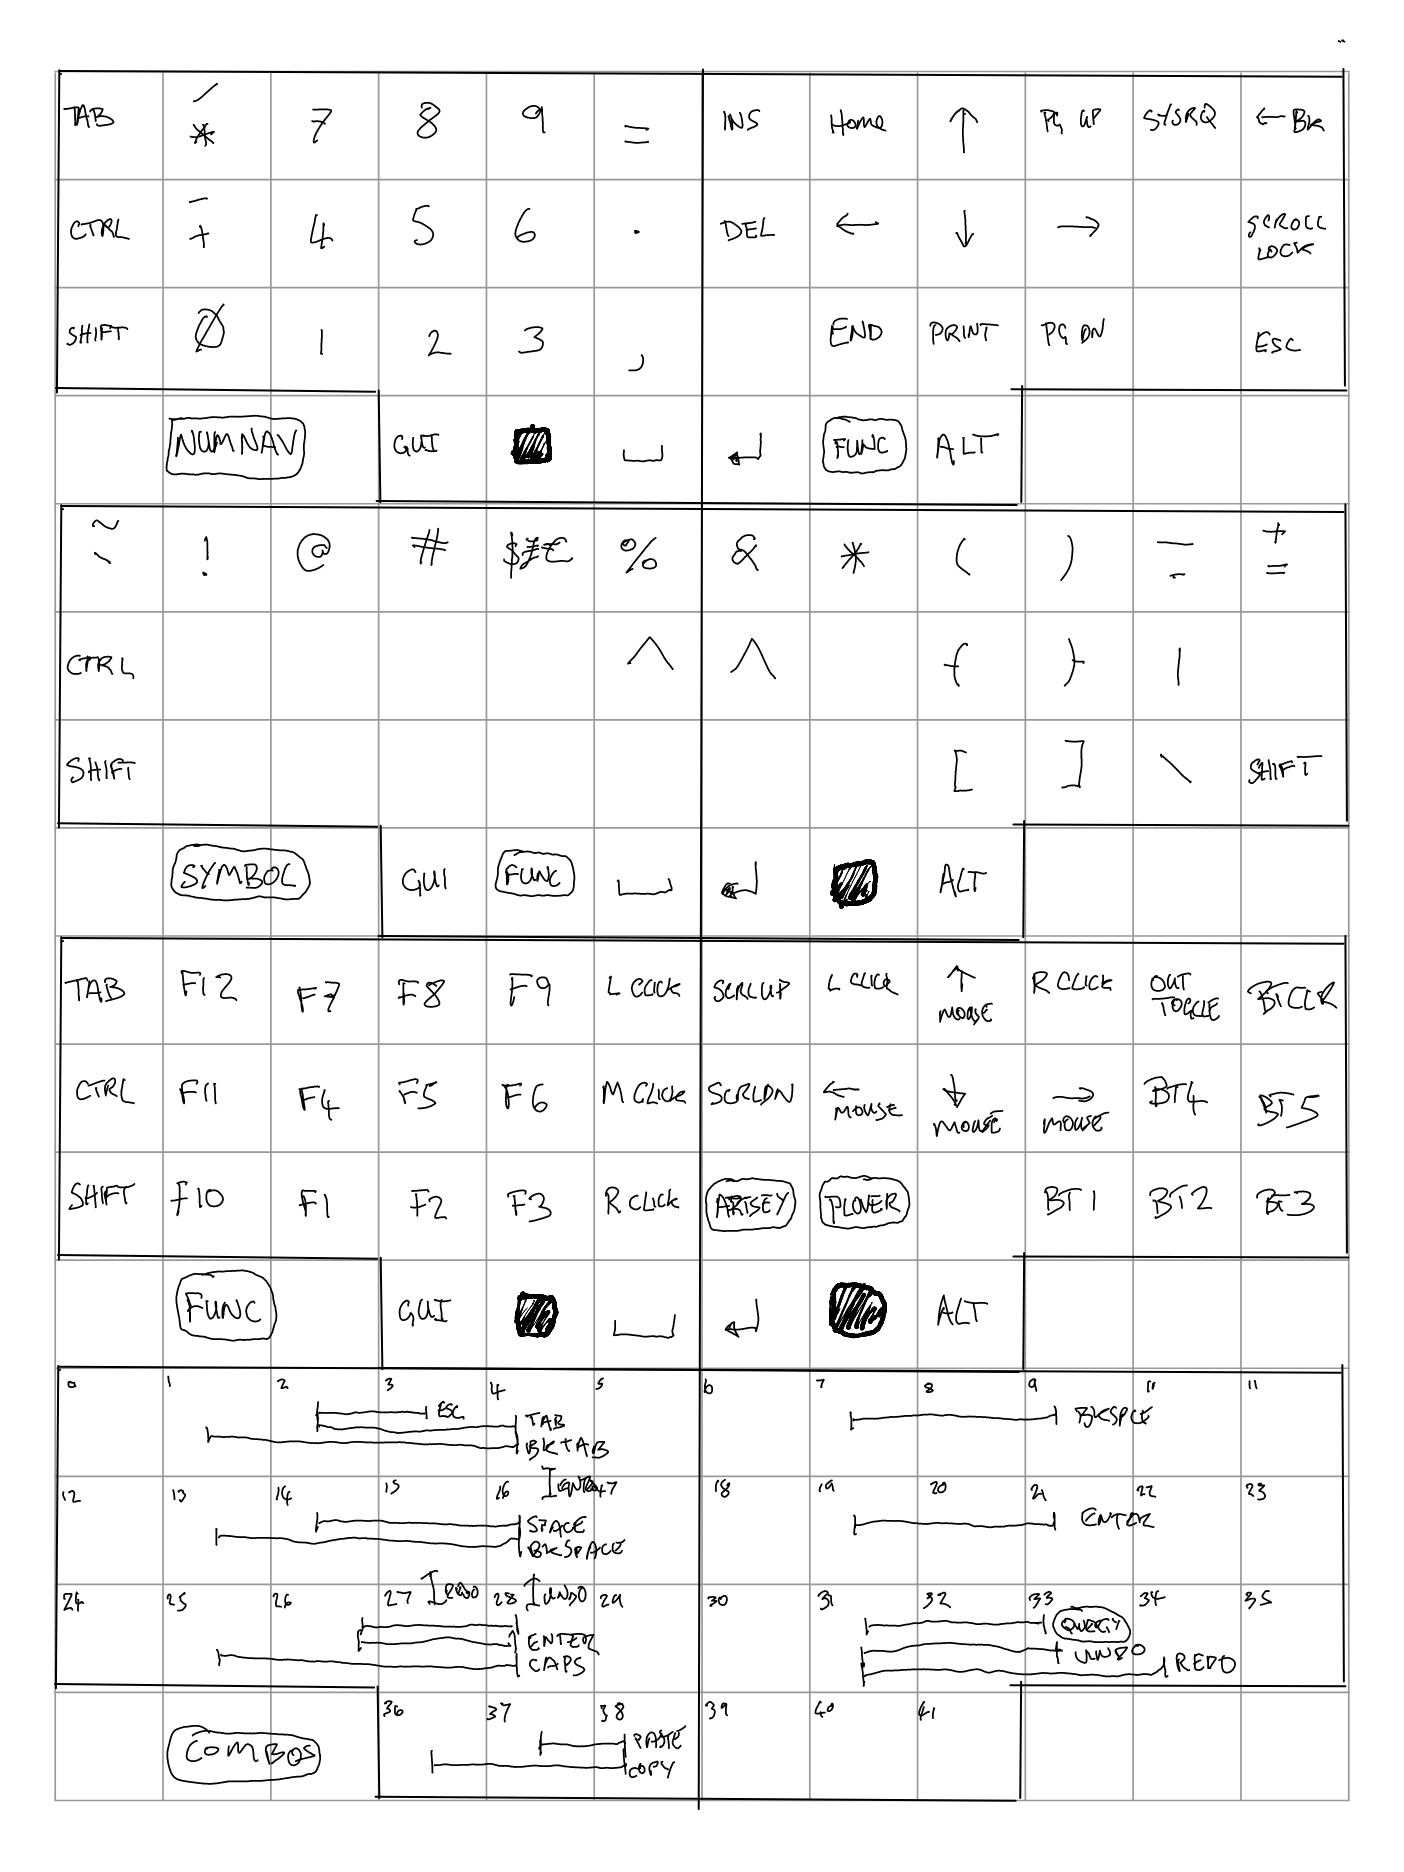 TAB / 7 8 9 = INS Home ↑ PG UP SYSRQ ← BK
*
CTRL - 4 5 6 . DEL ← ↓ → SCROLL
+ LOCK
SHIFT Ø 1 2 3 , END PRINT PG DN ESC
NUMNAV GUI FUNC ALT
~ ! @ # % & * ( ) _ +
` - =
CTRL ^ ^ { } |
SHIFT [ ] \ SHIFT
SYMBOL GUI FUNC ALT
TAB F12 F7 F8 F9 L CLICK SCRLUP L CLICK ↑ R CLICK OUT BTCLR
MOUSE TOGGLE
CTRL F11 F4 F5 F6 M CLICK SCRLDN ← ↓ → BT4 BT5
MOUSE MOUSE MOUSE
SHIFT F10 F1 F2 F3 R CLICK ARTSEY PLOVER BT1 BT2 BT3
FUNC GUI ALT
0 1 2 3 4 5 6 7 8 9 11 11
ESC
TAB BKSPCE
BKTAB
12 13 14 15 16 17 18 19 20 21 22 23
SPACE ENTER
BKSPACE
REDO UNDO
24 25 26 27 28 29 30 31 32 33 34 35
QWERTY
ENTER UNDO
CAPS REDO
36 37 38 39 40 41
COMBOS PASTE
COPY